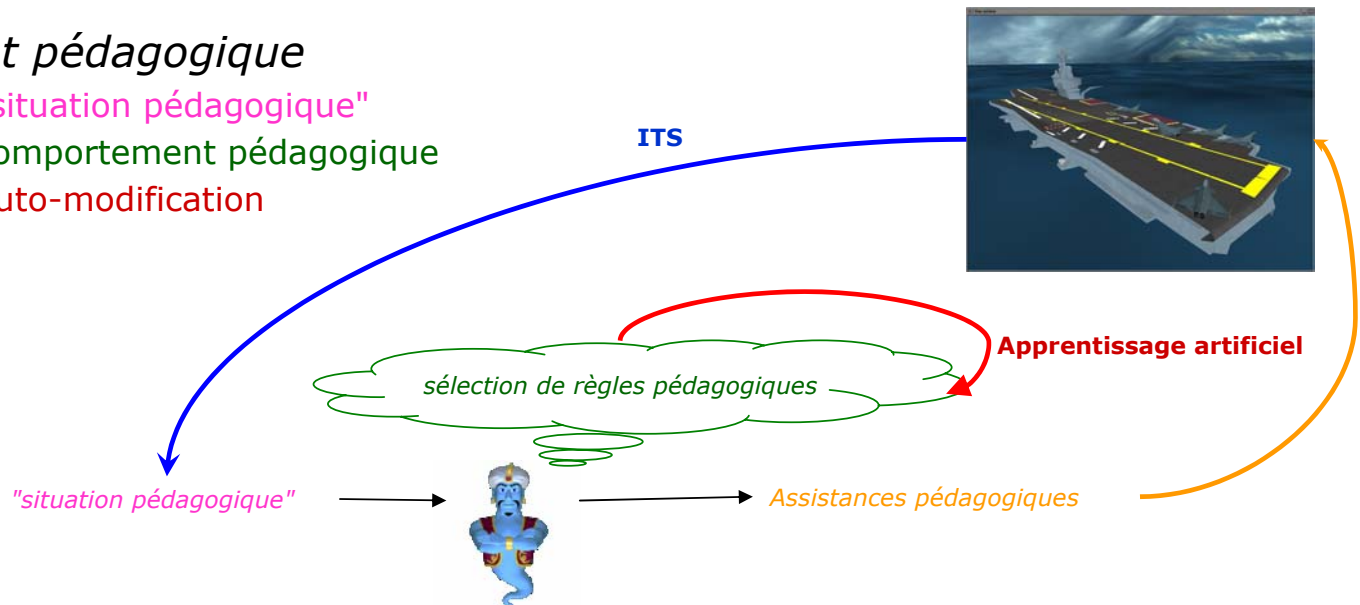 t pédagogique
situation pédagogique"
omportement pédagogique
uto-modification
ITS
Apprentissage artificiel
sélection de règles pédagogiques
"situation pédagogique"
Assistances pédagogiques